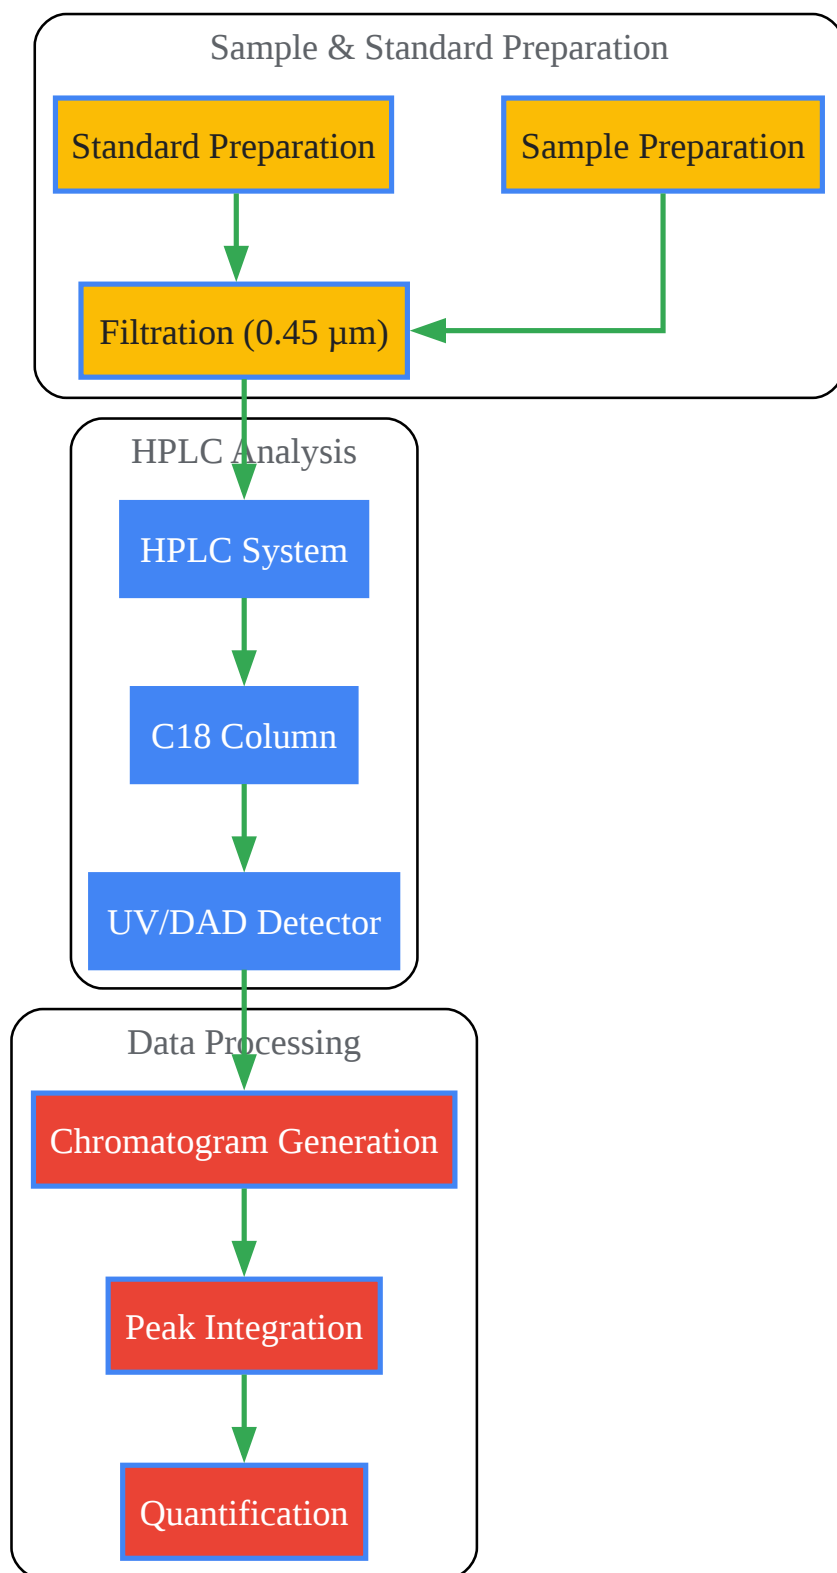 Sample & Standard Preparation
Standard Preparation
Sample Preparation
Filtration (0.45 µm)
HPLC Analysis
HPLC System
C18 Column
UV/DAD Detector
Data Processing
Chromatogram Generation
Peak Integration
Quantification